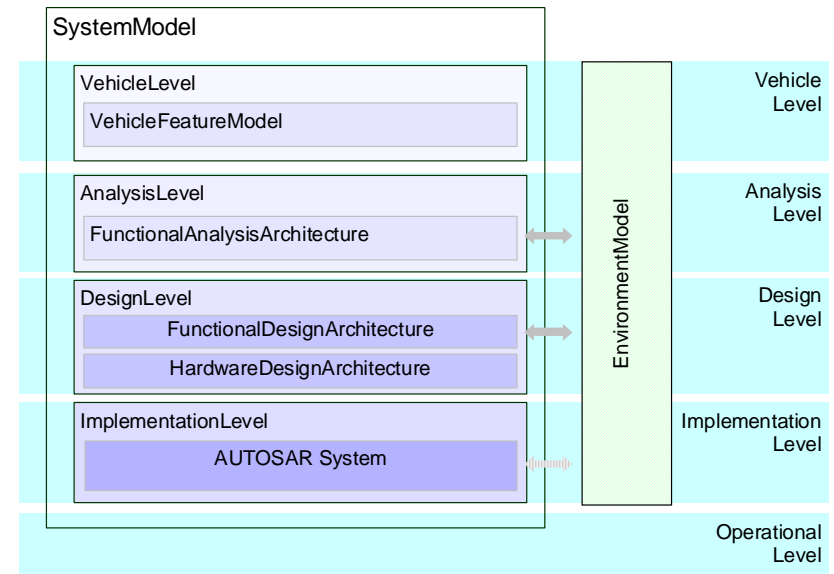 SystemModel
VehicleLevel
VehicleFeatureModel
Vehicle
Level
AnalysisLevel
FunctionalAnalysisArchitecture
Analysis
Level
DesignLevel
FunctionalDesignArchitecture
HardwareDesignArchitecture
Design
Level
ImplementationLevel
AUTOSAR System
Implementation
Level
EnvironmentModel
Operational
Level